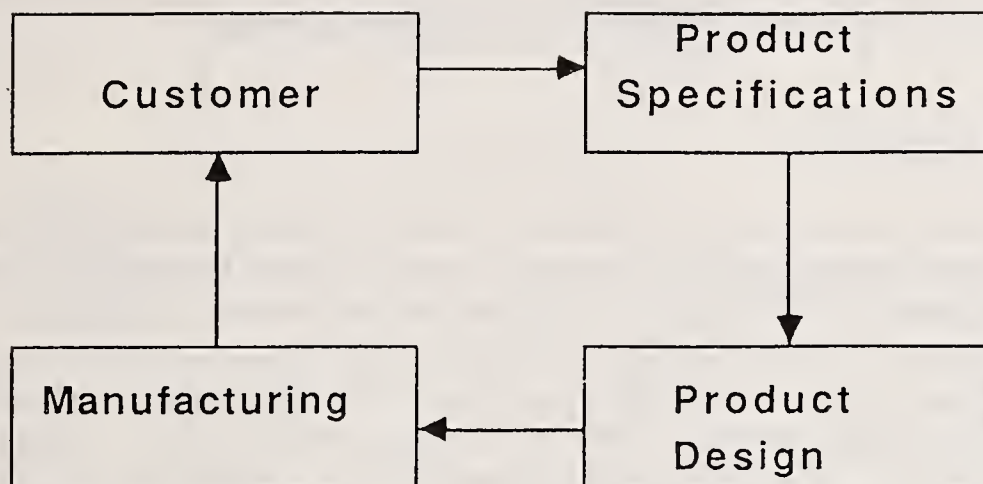 Customer
Product
Specifications
Manufacturing
Product
Design